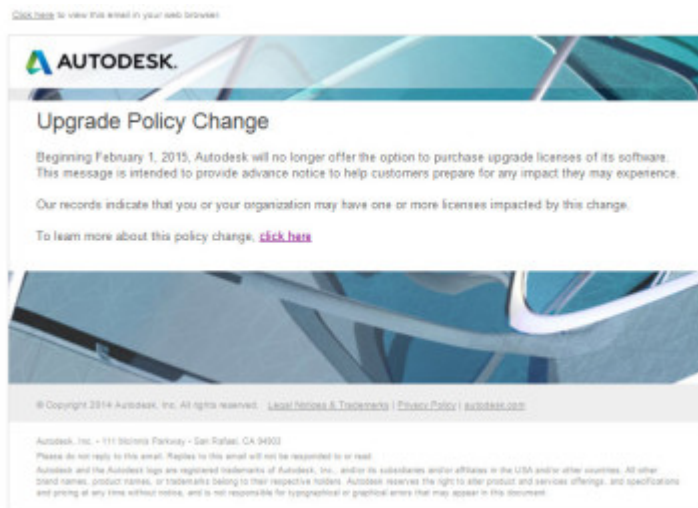 Click here to view this email in your web browser.
AUTODESK.
Upgrade Policy Change
Beginning February 1, 2015, Autodesk will no longer offer the option to purchase upgrade licenses of its software.
This message is intended to provide advance notice to help customers prepare for any impact they may experience.
Our records indicate that you or your organization may have one or more licenses impacted by this change.
To learn more about this policy change, click here
© Copyright 2014 Autodesk, Inc. All rights reserved. Legal Notices & Trademarks | Privacy Policy | autodesk.com
Autodesk, Inc. - 111 McInnis Parkway - San Rafael, CA 94903
Please do not reply to this email. Replies to this email will not be responded to or read.
Autodesk and the Autodesk logo are registered trademarks of Autodesk, Inc., and/or its subsidiaries and/or affiliates in the USA and/or other countries. All other
brand names, product names, or trademarks belong to their respective holders. Autodesk reserves the right to alter product and services offerings, and specifications
and pricing at any time without notice, and is not responsible for typographical or graphical errors that may appear in this document.